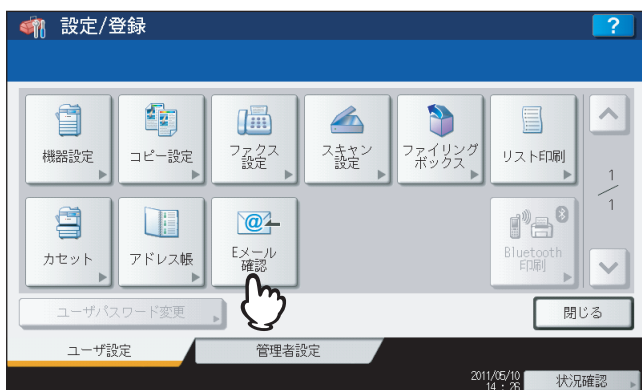 設定/登録
?
機器設定
コピー設定
ファクス
設定
スキャン
設定
ファイリング
ボックス
リスト印刷
1
1
カセット
アドレス帳
Eメール
確認
Bluetooth
印刷
ユーザパスワード変更
閉じる
ユーザ設定
管理者設定
2011/05/10
14 : 26
状況確認